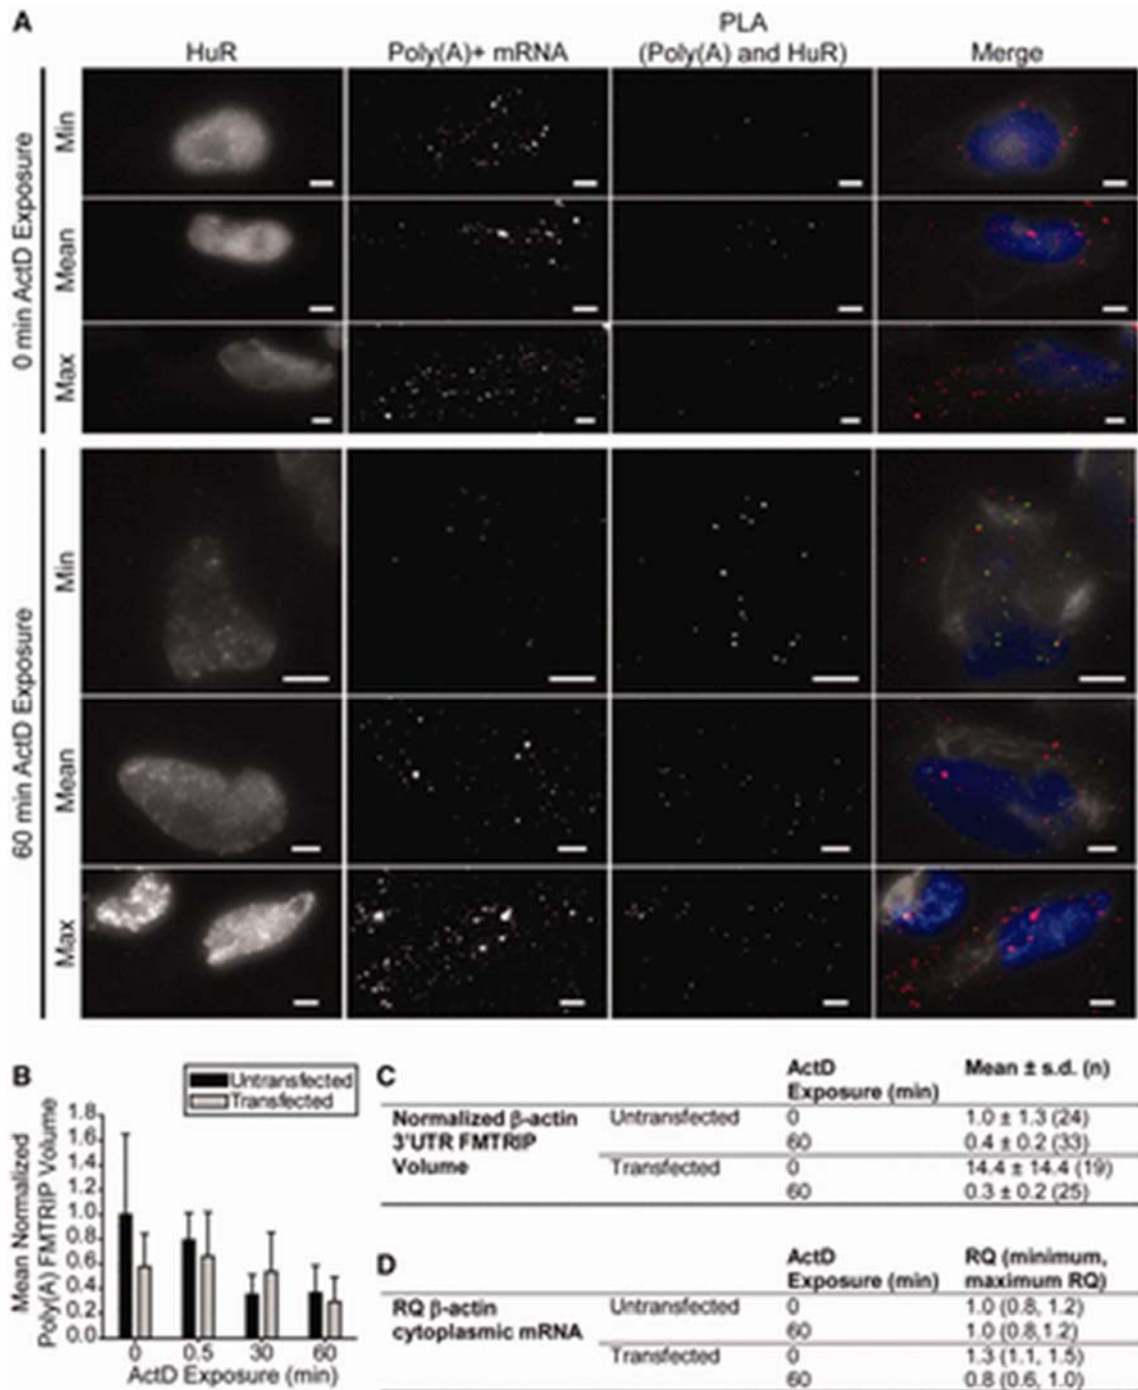 A
HuR
Poly(A)+ mRNA
PLA
(Poly(A) and HuR)
Merge
0 min ActD Exposure
Min
Mean
Max
60 min ActD Exposure
Min
Mean
Max
B
Untransfected
Transfected
Mean Normalized
Poly(A) FMTRIP Volume
1.8
1.6
1.4
1.2
1.0
0.8
0.6
0.4
0.2
0.0
0 0.5 30 60
ActD Exposure (min)
C
ActD Mean ± s.d. (n)
Exposure (min)
Normalized β-actin Untransfected 0 1.0 ± 1.3 (24)
3'UTR FMTRIP 60 0.4 ± 0.2 (33)
Volume Transfected 0 14.4 ± 14.4 (19)
60 0.3 ± 0.2 (25)
D
ActD RQ (minimum,
Exposure (min) maximum RQ)
RQ β-actin Untransfected 0 1.0 (0.8, 1.2)
cytoplasmic mRNA 60 1.0 (0.8,1.2)
Transfected 0 1.3 (1.1, 1.5)
60 0.8 (0.6, 1.0)